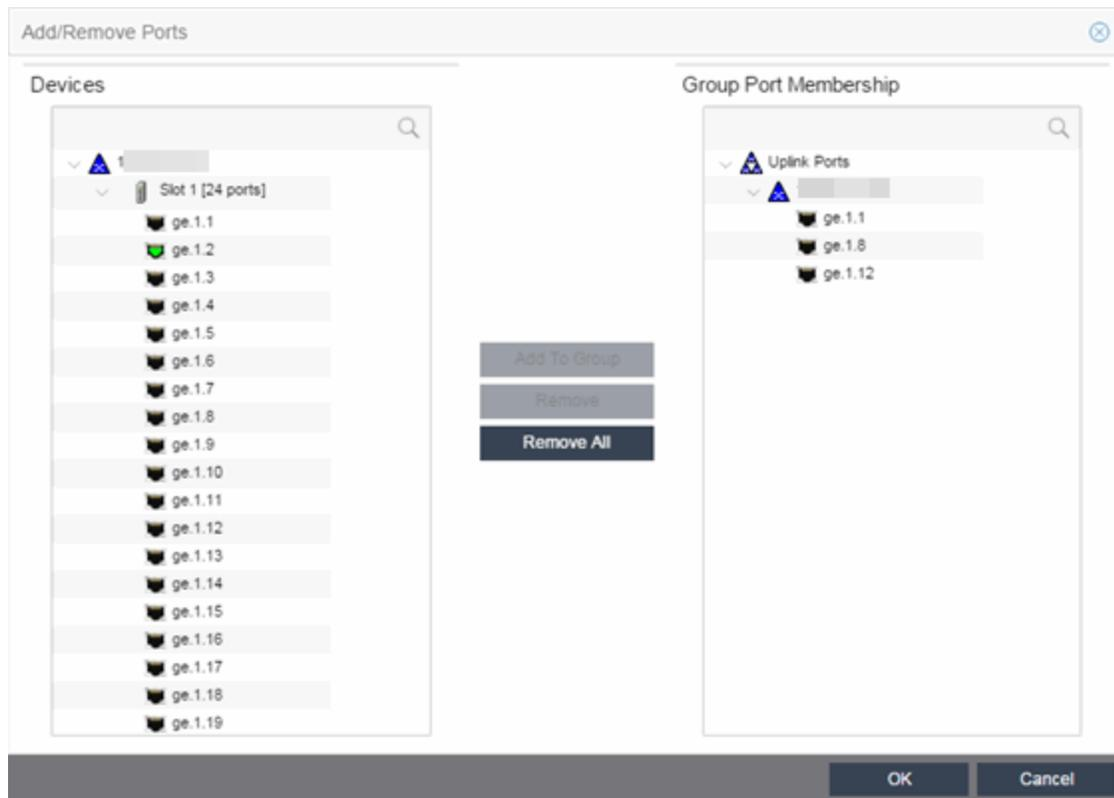 Add/Remove Ports
Devices
Slot 1 [24 ports]
ge.1.1
ge.1.2
ge.1.3
ge.1.4
ge.1.5
ge.1.6
ge.1.7
ge.1.8
ge.1.9
ge.1.10
ge.1.11
ge.1.12
ge.1.13
ge.1.14
ge.1.15
ge.1.16
ge.1.17
ge.1.18
ge.1.19
Add To Group
Remove
Remove All
Group Port Membership
Uplink Ports
ge.1.1
ge.1.8
ge.1.12
OK
Cancel